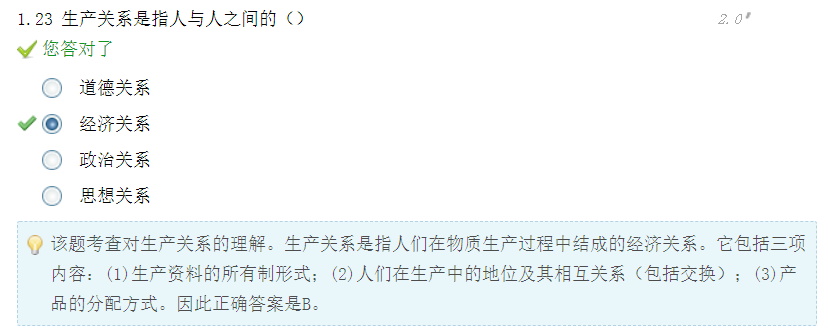 1.23 生产关系是指人与人之间的（） 2.0
您答对了
道德关系
经济关系
政治关系
思想关系
该题考查对生产关系的理解。生产关系是指人们在物质生产过程中结成的经济关系。它包括三项
内容：(1)生产资料的所有制形式；(2)人们在生产中的地位及其相互关系（包括交换）；(3)产
品的分配方式。因此正确答案是B。